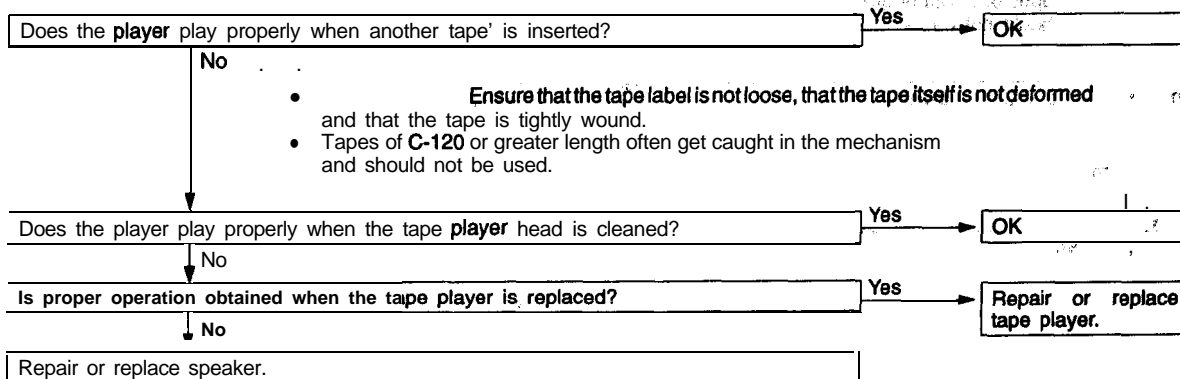 Does the player play properly when another tape' is inserted?
Yes
OK
No
• Ensure that the tape label is not loose, that the tape itself is not deformed
and that the tape is tightly wound.
• Tapes of C-120 or greater length often get caught in the mechanism
and should not be used.
Does the player play properly when the tape player head is cleaned?
Yes
OK
No
Is proper operation obtained when the tape player is replaced?
Yes
Repair or replace
tape player.
No
Repair or replace speaker.